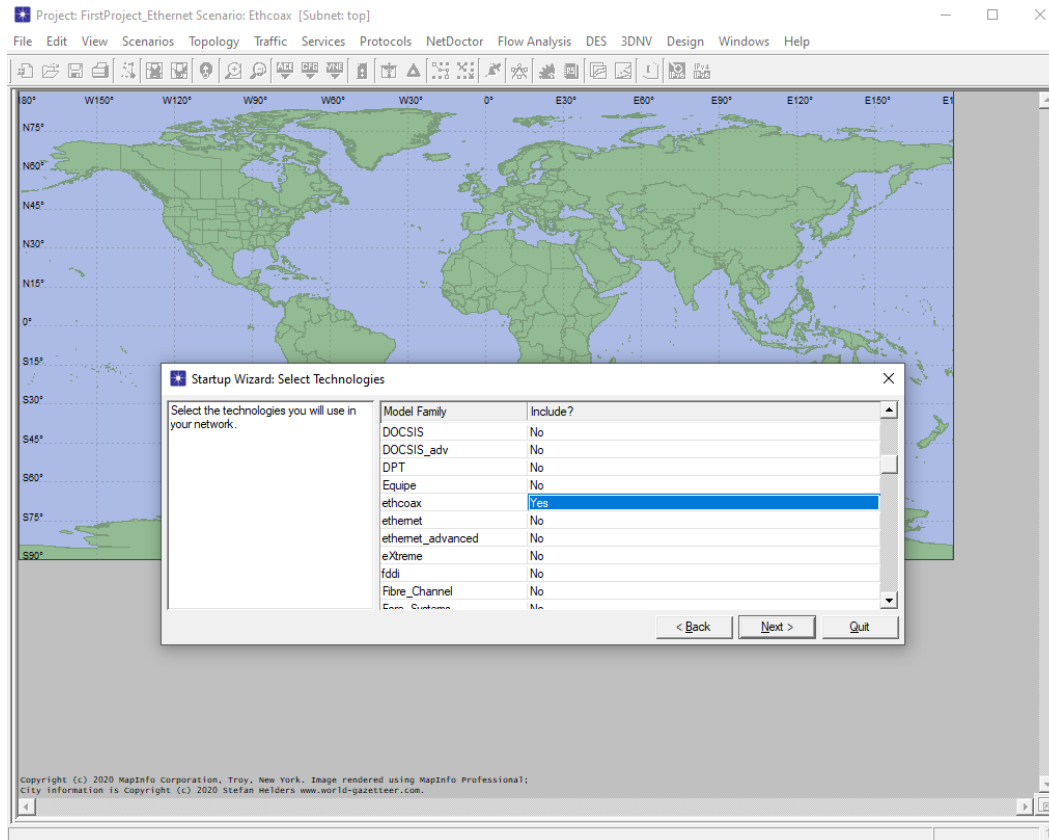 Project: FirstProject_Ethernet Scenario: Ethcoax [Subnet: top]
File Edit View Scenarios Topology Traffic Services Protocols NetDoctor Flow Analysis DES 3DNV Design Windows Help
W150° W120° W90° W60° W30° 0° E30° E60° E90° E120° E150°
N75°
N60°
N45°
N30°
N15°
0°
S15°
S30°
S45°
S60°
S75°
S90°
Startup Wizard: Select Technologies
Select the technologies you will use in
your network.
Model Family Include?
DOCSIS No
DOCSIS_adv No
DPT No
Equipe No
ethcoax Yes
ethernet No
ethernet_advanced No
eXtreme No
fddi No
Fibre_Channel No
Fore_Systems No
< Back Next > Quit
Copyright (c) 2020 MapInfo Corporation, Troy, New York. Image rendered using MapInfo Professional;
City information is Copyright (c) 2020 Stefan Helders www.world-gazetteer.com.